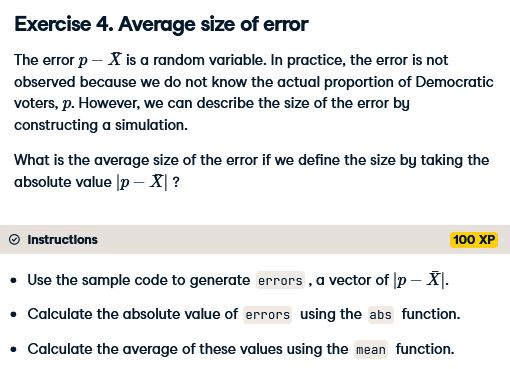 Exercise 4. Average size of error
The error p − X̄ is a random variable. In practice, the error is not
observed because we do not know the actual proportion of Democratic
voters, p. However, we can describe the size of the error by
constructing a simulation.
What is the average size of the error if we define the size by taking the
absolute value |p − X̄| ?
Instructions
100 XP
• Use the sample code to generate errors , a vector of |p − X̄|.
• Calculate the absolute value of errors using the abs function.
• Calculate the average of these values using the mean function.